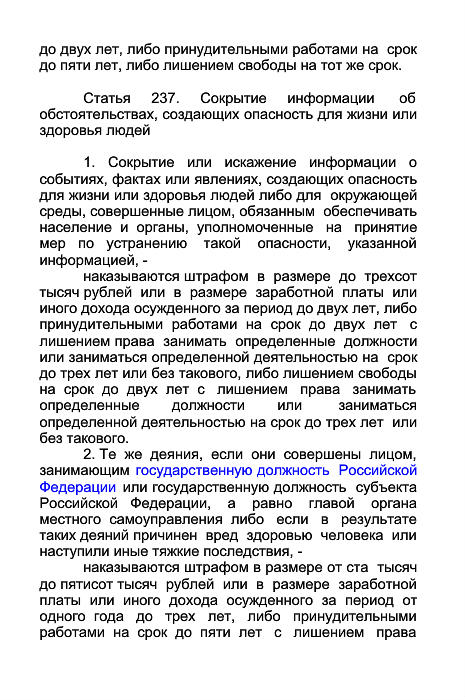 до двух лет, либо принудительными работами на срок
до пяти лет, либо лишением свободы на тот же срок.
Статья 237. Сокрытие информации об
обстоятельствах, создающих опасность для жизни или
здоровья людей
1. Сокрытие или искажение информации о
событиях, фактах или явлениях, создающих опасность
для жизни или здоровья людей либо для окружающей
среды, совершенные лицом, обязанным обеспечивать
население и органы, уполномоченные на принятие
мер по устранению такой опасности, указанной
информацией, -
наказываются штрафом в размере до трехсот
тысяч рублей или в размере заработной платы или
иного дохода осужденного за период до двух лет, либо
принудительными работами на срок до двух лет с
лишением права занимать определенные должности
или заниматься определенной деятельностью на срок
до трех лет или без такового, либо лишением свободы
на срок до двух лет с лишением права занимать
определенные должности или заниматься
определенной деятельностью на срок до трех лет или
без такового.
2. Те же деяния, если они совершены лицом,
занимающим государственную должность Российской
Федерации или государственную должность субъекта
Российской Федерации, а равно главой органа
местного самоуправления либо если в результате
таких деяний причинен вред здоровью человека или
наступили иные тяжкие последствия, -
наказываются штрафом в размере от ста тысяч
до пятисот тысяч рублей или в размере заработной
платы или иного дохода осужденного за период от
одного года до трех лет, либо принудительными
работами на срок до пяти лет с лишением права